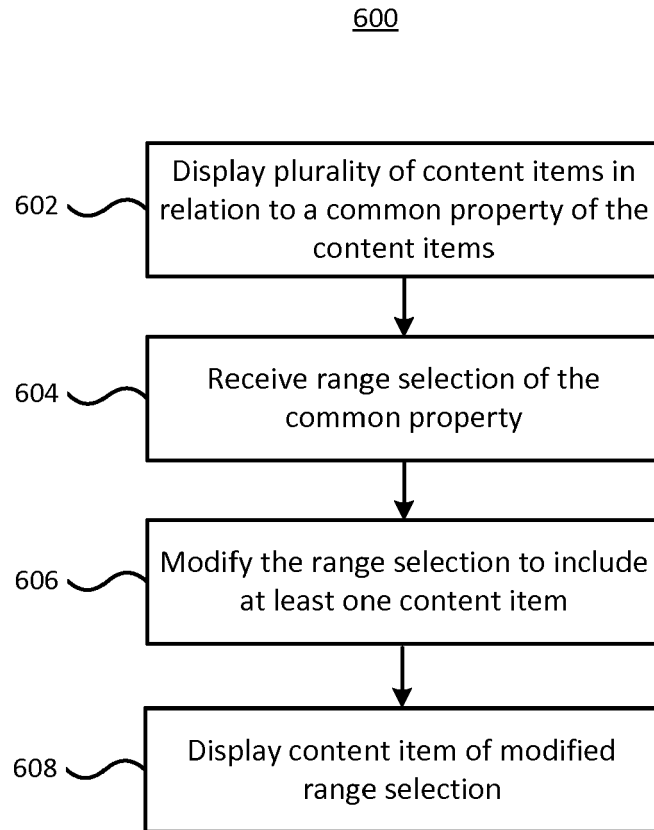 600
602
Display plurality of content items in
relation to a common property of the
content items
604
Receive range selection of the
common property
606
Modify the range selection to include
at least one content item
608
Display content item of modified
range selection